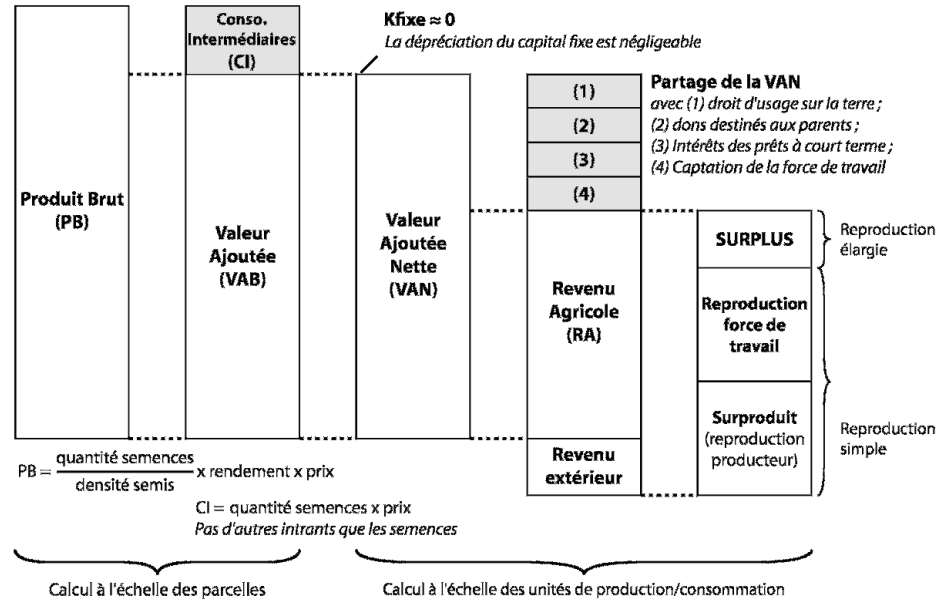 Produit Brut
(PB)
Conso.
Intermédiaires
(CI)
Valeur
Ajoutée
(VAB)
Kfixe ≈ 0
La dépréciation du capital fixe est négligeable
Valeur
Ajoutée
Nette
(VAN)
(1)
(2)
(3)
(4)
Revenu
Agricole
(RA)
Revenu
extérieur
Partage de la VAN
avec (1) droit d'usage sur la terre ;
(2) dons destinés aux parents ;
(3) Intérêts des prêts à court terme ;
(4) Captation de la force de travail
SURPLUS
Reproduction
force de
travail
Surproduit
(reproduction
producteur)
Reproduction
élargie
Reproduction
simple
PB = quantité semences / densité semis x rendement x prix
CI = quantité semences x prix
Pas d'autres intrants que les semences
Calcul à l'échelle des parcelles
Calcul à l'échelle des unités de production/consommation